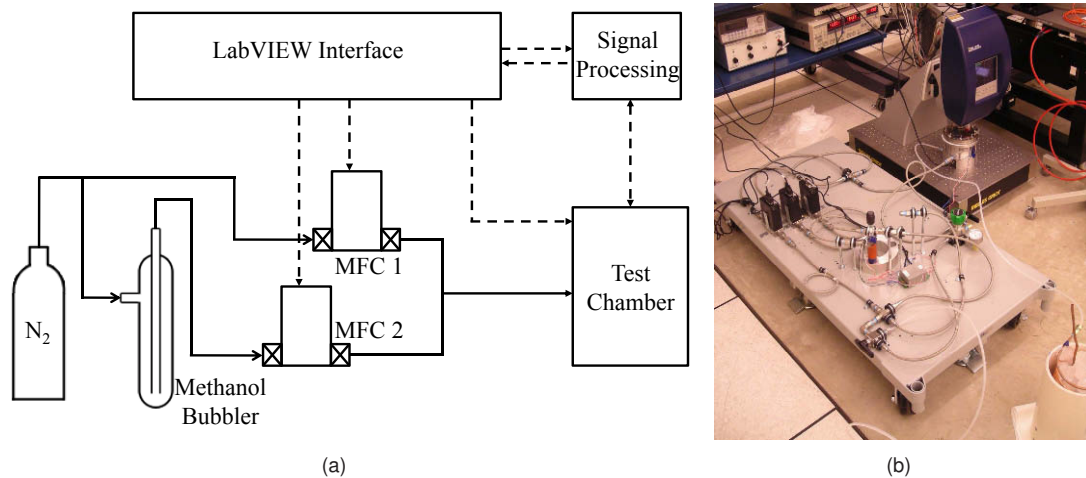 LabVIEW Interface
Signal
Processing
MFC 1
MFC 2
N₂
Methanol
Bubbler
Test
Chamber
(a)
(b)